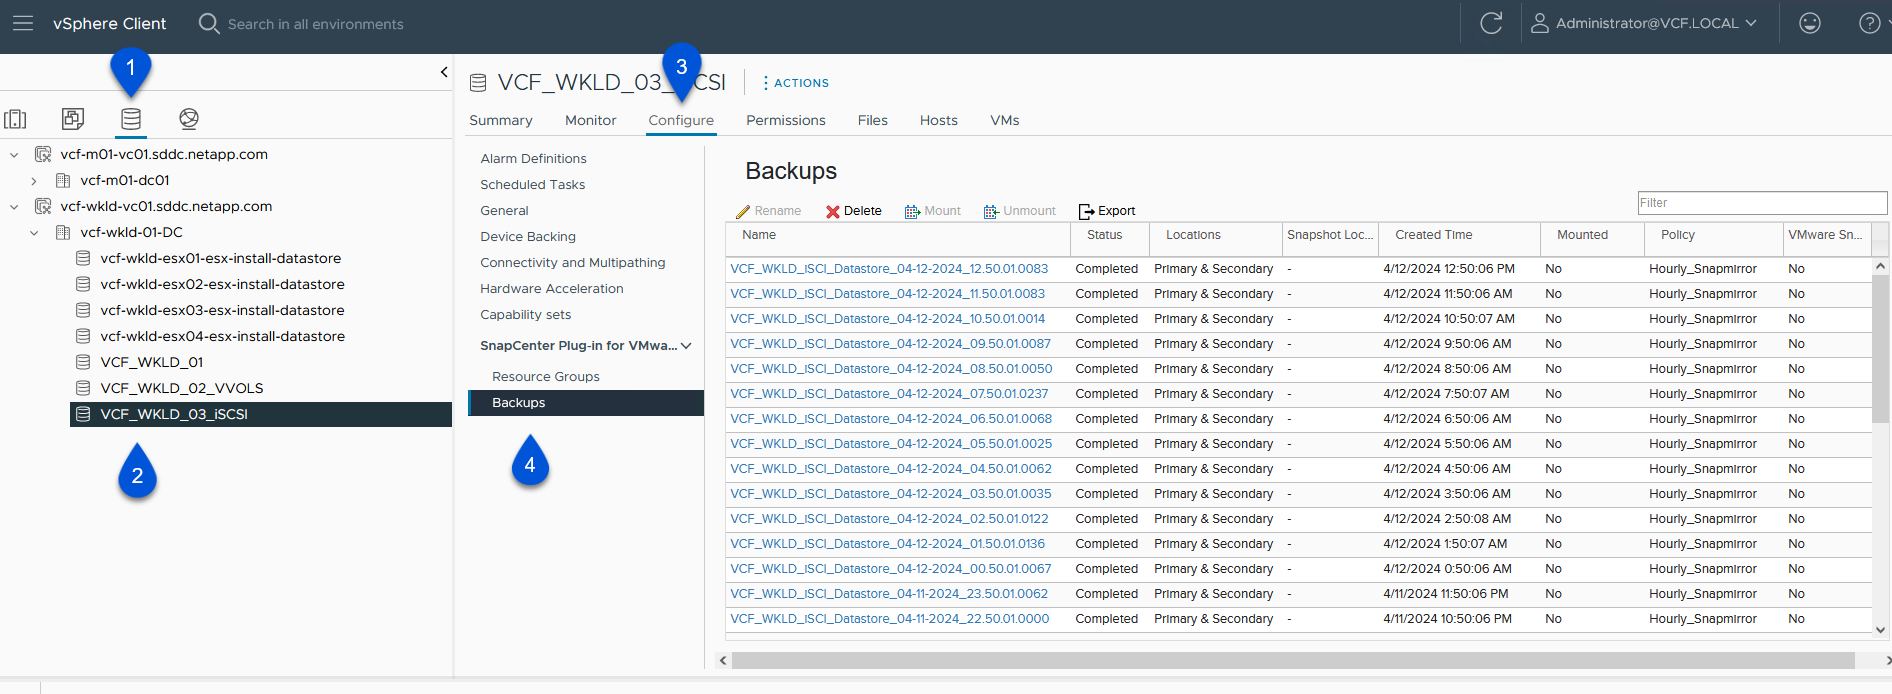 vSphere Client
Search in all environments
Administrator@VCF.LOCAL
1
3
VCF_WKLD_03_iSCSI
ACTIONS
Summary Monitor Configure Permissions Files Hosts VMs
vcf-m01-vc01.sddc.netapp.com
vcf-m01-dc01
vcf-wkld-vc01.sddc.netapp.com
vcf-wkld-01-DC
vcf-wkld-esx01-esx-install-datastore
vcf-wkld-esx02-esx-install-datastore
vcf-wkld-esx03-esx-install-datastore
vcf-wkld-esx04-esx-install-datastore
VCF_WKLD_01
VCF_WKLD_02_VVOLS
VCF_WKLD_03_iSCSI
2
Alarm Definitions
Scheduled Tasks
General
Device Backing
Connectivity and Multipathing
Hardware Acceleration
Capability sets
SnapCenter Plug-in for VMwa...
Resource Groups
Backups
4
Backups
Rename Delete Mount Unmount Export
Filter
Name Status Locations Snapshot Loc... Created Time Mounted Policy VMware Sn...
VCF_WKLD_iSCI_Datastore_04-12-2024_12.50.01.0083 Completed Primary & Secondary - 4/12/2024 12:50:06 PM No Hourly_Snapmirror No
VCF_WKLD_iSCI_Datastore_04-12-2024_11.50.01.0083 Completed Primary & Secondary - 4/12/2024 11:50:06 AM No Hourly_Snapmirror No
VCF_WKLD_iSCI_Datastore_04-12-2024_10.50.01.0014 Completed Primary & Secondary - 4/12/2024 10:50:07 AM No Hourly_Snapmirror No
VCF_WKLD_iSCI_Datastore_04-12-2024_09.50.01.0087 Completed Primary & Secondary - 4/12/2024 9:50:06 AM No Hourly_Snapmirror No
VCF_WKLD_iSCI_Datastore_04-12-2024_08.50.01.0050 Completed Primary & Secondary - 4/12/2024 8:50:06 AM No Hourly_Snapmirror No
VCF_WKLD_iSCI_Datastore_04-12-2024_07.50.01.0237 Completed Primary & Secondary - 4/12/2024 7:50:07 AM No Hourly_Snapmirror No
VCF_WKLD_iSCI_Datastore_04-12-2024_06.50.01.0068 Completed Primary & Secondary - 4/12/2024 6:50:06 AM No Hourly_Snapmirror No
VCF_WKLD_iSCI_Datastore_04-12-2024_05.50.01.0025 Completed Primary & Secondary - 4/12/2024 5:50:06 AM No Hourly_Snapmirror No
VCF_WKLD_iSCI_Datastore_04-12-2024_04.50.01.0062 Completed Primary & Secondary - 4/12/2024 4:50:06 AM No Hourly_Snapmirror No
VCF_WKLD_iSCI_Datastore_04-12-2024_03.50.01.0035 Completed Primary & Secondary - 4/12/2024 3:50:06 AM No Hourly_Snapmirror No
VCF_WKLD_iSCI_Datastore_04-12-2024_02.50.01.0122 Completed Primary & Secondary - 4/12/2024 2:50:08 AM No Hourly_Snapmirror No
VCF_WKLD_iSCI_Datastore_04-12-2024_01.50.01.0136 Completed Primary & Secondary - 4/12/2024 1:50:07 AM No Hourly_Snapmirror No
VCF_WKLD_iSCI_Datastore_04-12-2024_00.50.01.0067 Completed Primary & Secondary - 4/12/2024 0:50:06 AM No Hourly_Snapmirror No
VCF_WKLD_iSCI_Datastore_04-11-2024_23.50.01.0062 Completed Primary & Secondary - 4/11/2024 11:50:06 PM No Hourly_Snapmirror No
VCF_WKLD_iSCI_Datastore_04-11-2024_22.50.01.0000 Completed Primary & Secondary - 4/11/2024 10:50:06 PM No Hourly_Snapmirror No